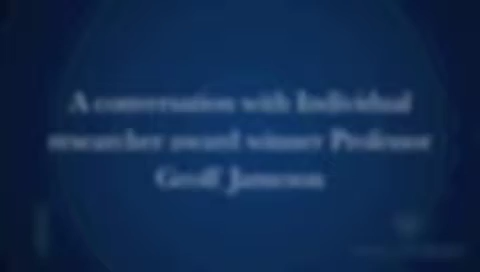 A conversation with Individual
researcher award winner Professor
Geoff Jameson